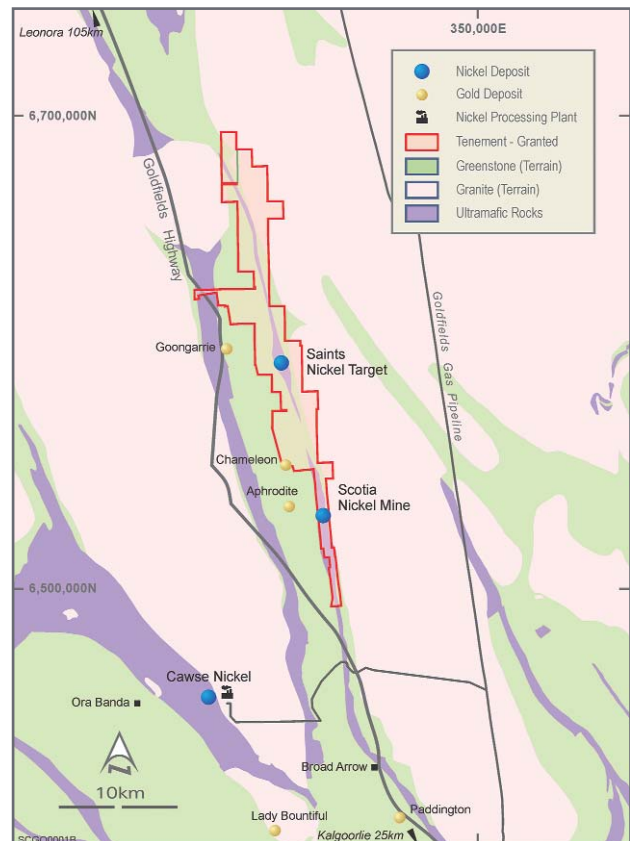 Leonora 105km
350,000E
Nickel Deposit
Gold Deposit
Nickel Processing Plant
Tenement - Granted
Greenstone (Terrain)
Granite (Terrain)
Ultramafic Rocks
6,700,000N
Goldfields Highway
Goldfields Gas Pipeline
Goongarrie
Saints
Nickel Target
Chameleon
Aphrodite
Scotia
Nickel Mine
6,500,000N
Cawse Nickel
Ora Banda
N
10km
Broad Arrow
Lady Bountiful
Paddington
Kalgoorlie 25km